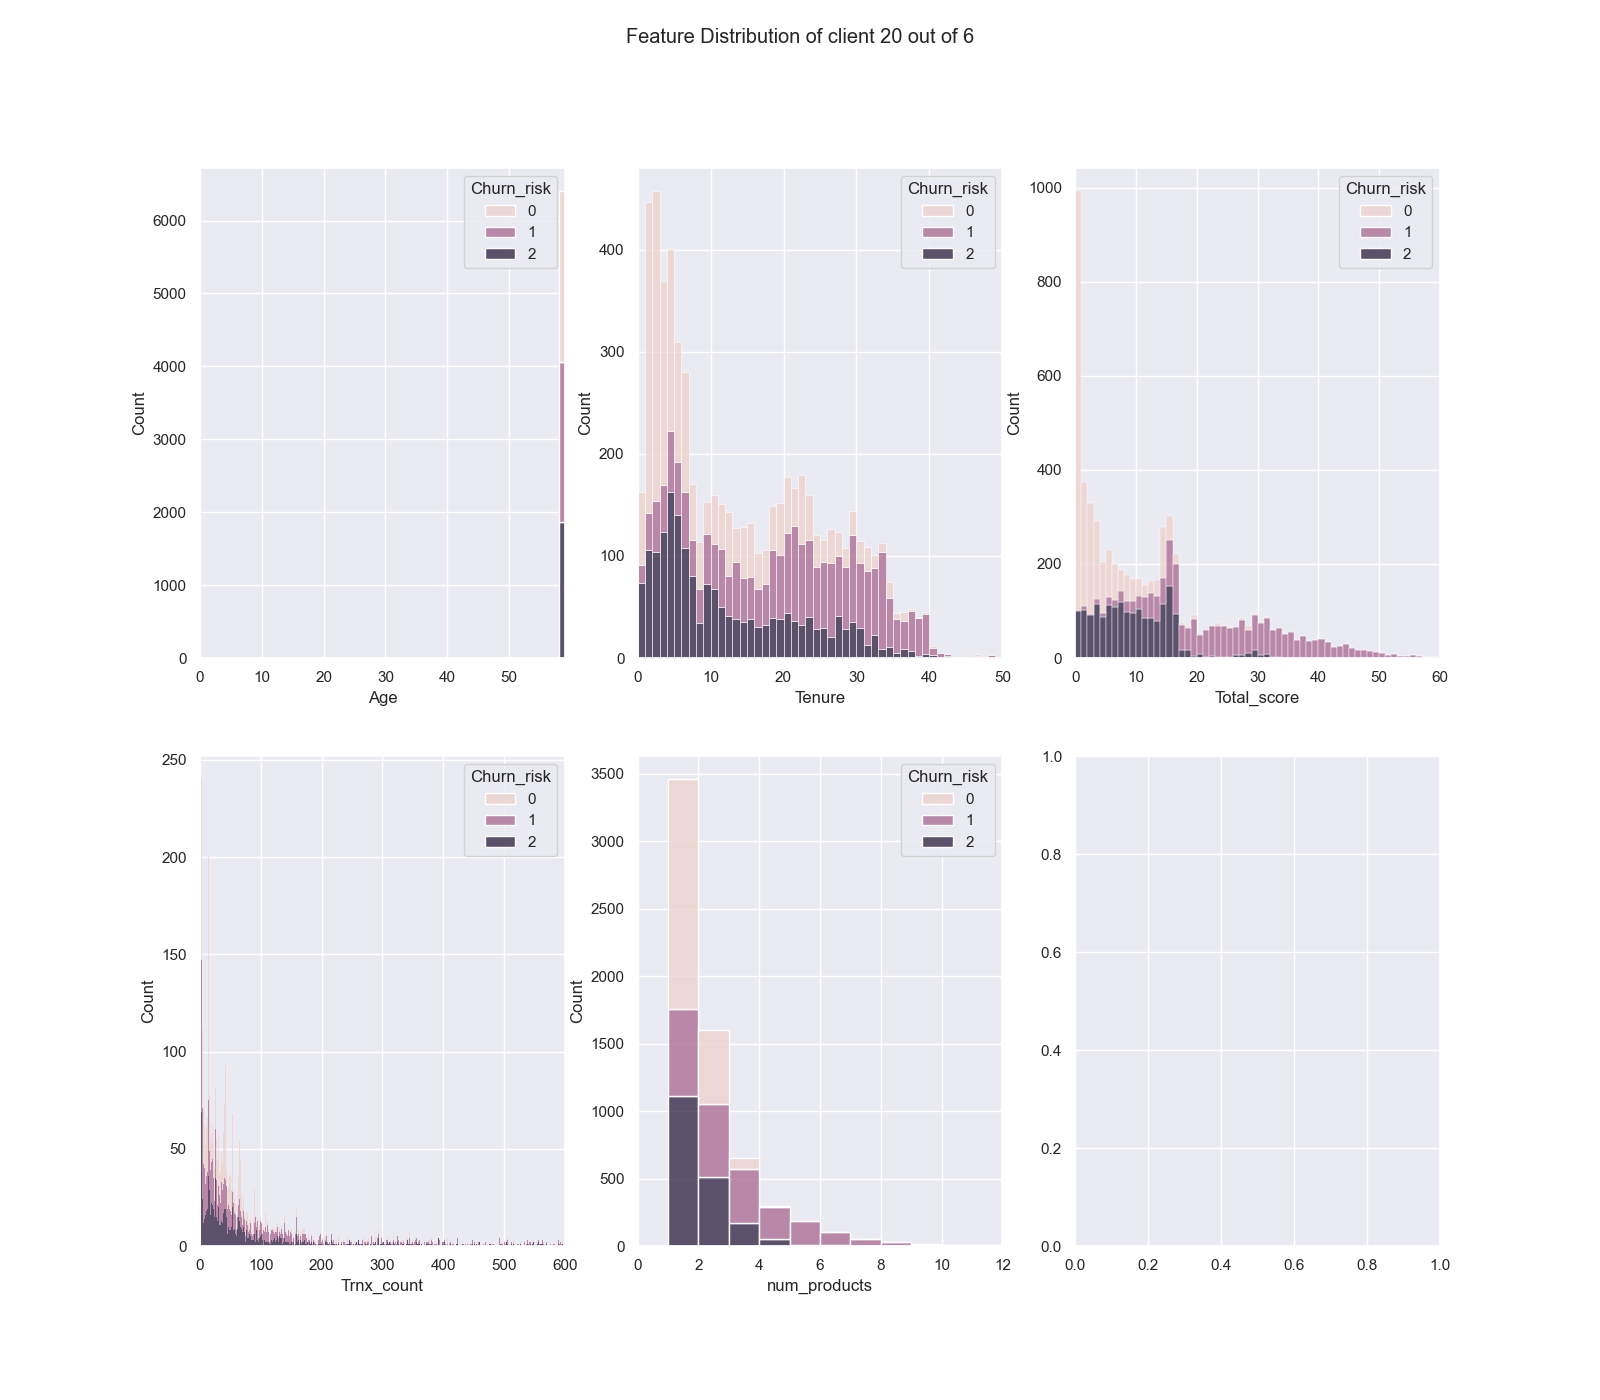 Feature Distribution of client 20 out of 6
Churn_risk
0
1
2
6000
5000
4000
3000
2000
1000
0
Count
0 10 20 30 40 50
Age
Churn_risk
0
1
2
400
300
200
100
0
Count
0 10 20 30 40 50
Tenure
Churn_risk
0
1
2
1000
800
600
400
200
0
Count
0 10 20 30 40 50 60
Total_score
Churn_risk
0
1
2
250
200
150
100
50
0
Count
0 100 200 300 400 500 600
Trnx_count
Churn_risk
0
1
2
3500
3000
2500
2000
1500
1000
500
0
Count
0 2 4 6 8 10 12
num_products
1.0
0.8
0.6
0.4
0.2
0.0
0.0 0.2 0.4 0.6 0.8 1.0